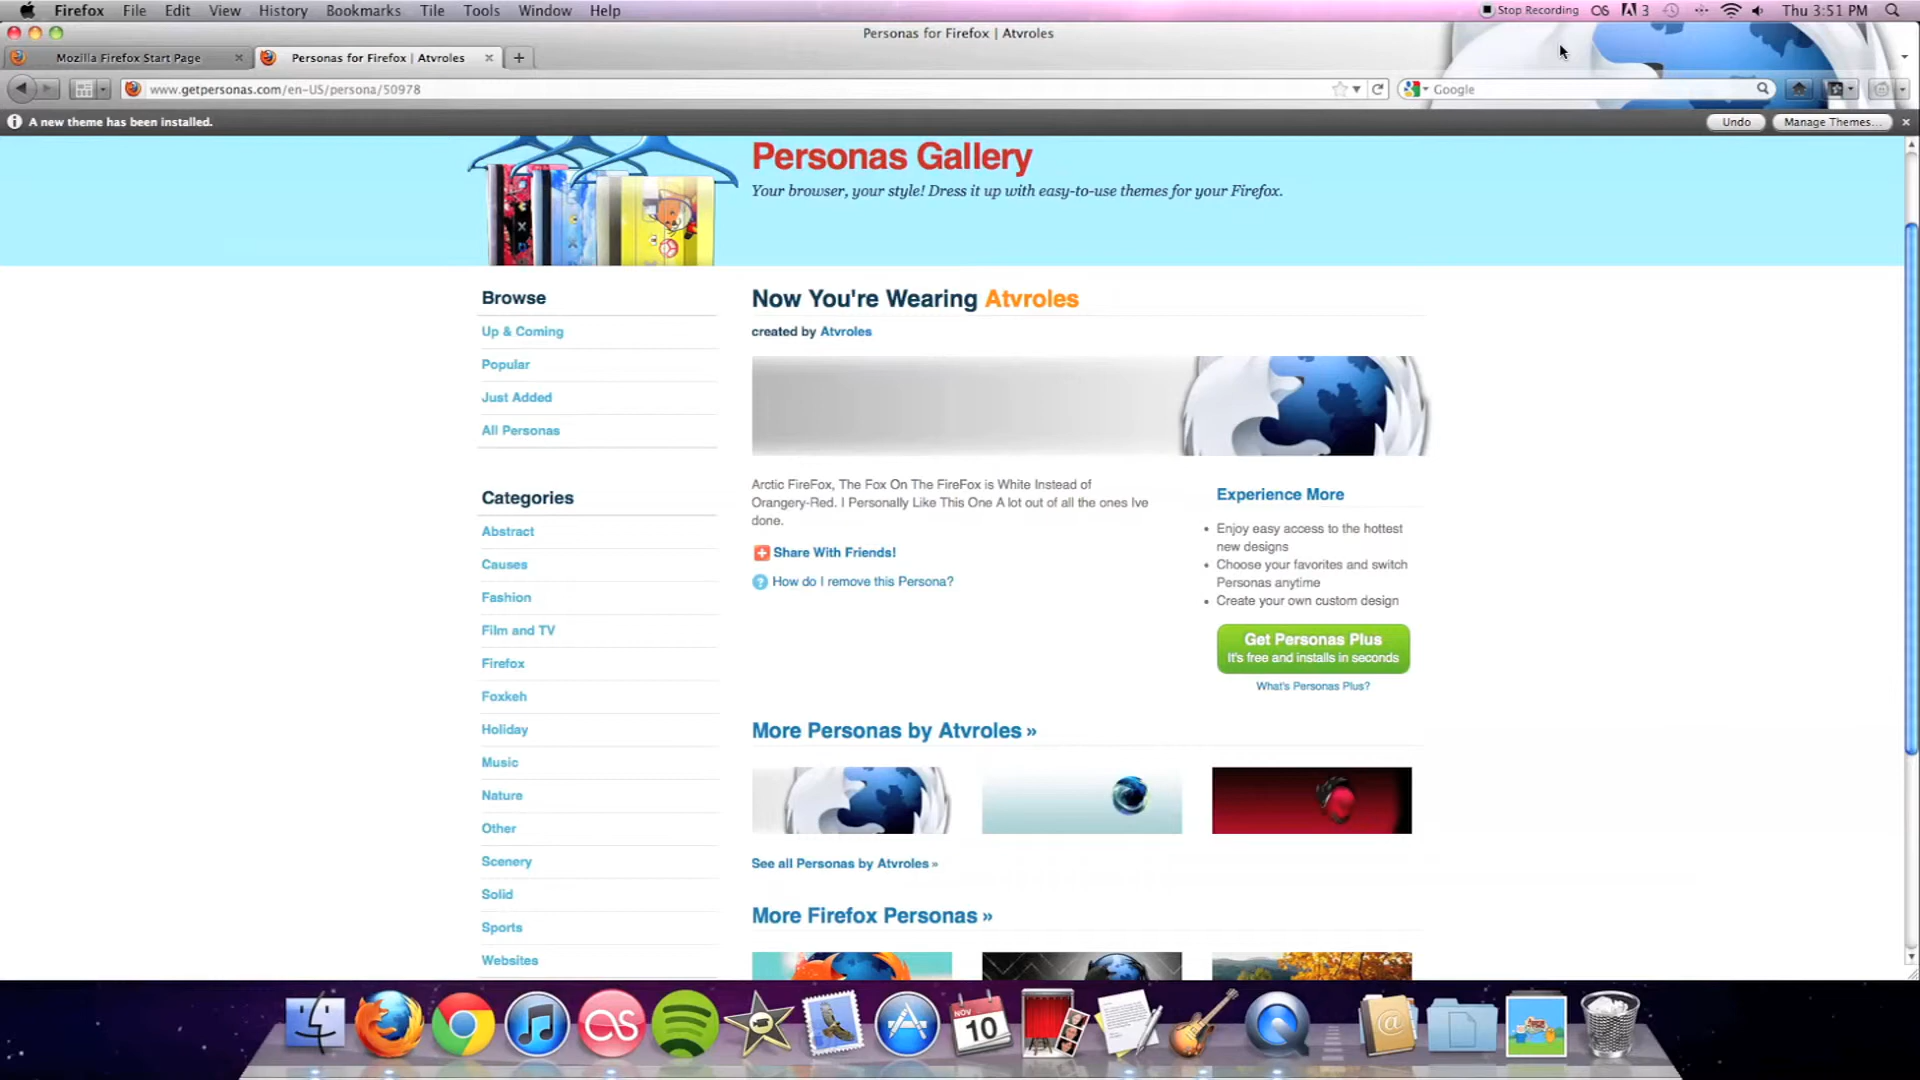 Firefox File Edit View History Bookmarks Tile Tools Window Help Stop Recording 3 Thu 3:51 PM
Personas for Firefox | Atvroles
Mozilla Firefox Start Page Personas for Firefox | Atvroles
www.getpersonas.com/en-US/persona/50978 Google
A new theme has been installed. Undo Manage Themes...
Personas Gallery
Your browser, your style! Dress it up with easy-to-use themes for your Firefox.
Browse
Up & Coming
Popular
Just Added
All Personas
Categories
Abstract
Causes
Fashion
Film and TV
Firefox
Foxkeh
Holiday
Music
Nature
Other
Scenery
Solid
Sports
Websites
Now You're Wearing Atvroles
created by Atvroles
Arctic FireFox, The Fox On The FireFox is White Instead of
Orangery-Red. I Personally Like This One A lot out of all the ones Ive
done.
Share With Friends!
How do I remove this Persona?
Experience More
Enjoy easy access to the hottest
new designs
Choose your favorites and switch
Personas anytime
Create your own custom design
Get Personas Plus
It's free and installs in seconds
What's Personas Plus?
More Personas by Atvroles »
See all Personas by Atvroles »
More Firefox Personas »
NOV
10